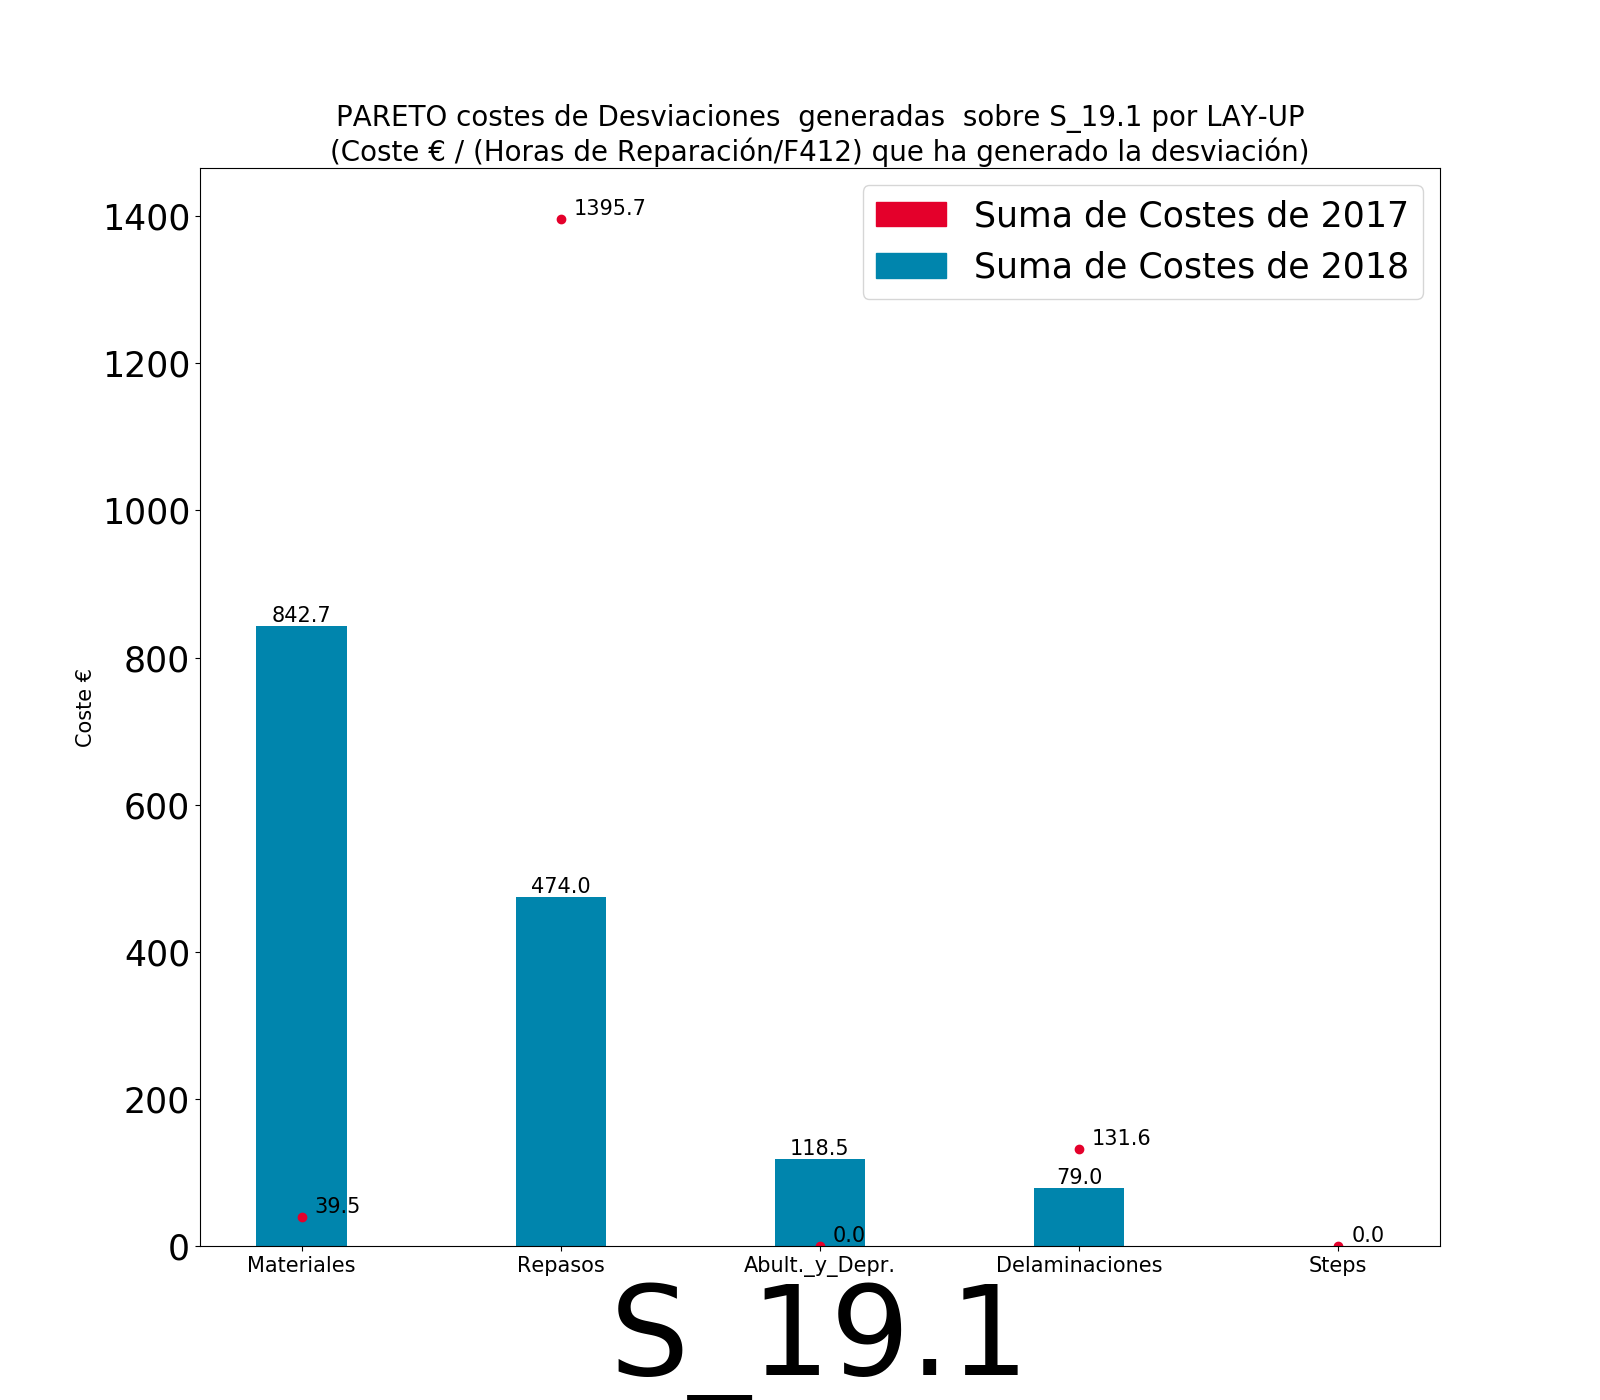 PARETO costes de Desviaciones  generadas  sobre S_19.1 por LAY-UP
(Coste € / (Horas de Reparación/F412) que ha generado la desviación)
Suma de Costes de 2017
Suma de Costes de 2018
1395.7
1400
1200
1000
800
600
400
200
0
Coste €
842.7
474.0
118.5
131.6
79.0
39.5
0.0
0.0
Materiales
Repasos
Abult._y_Depr.
Delaminaciones
Steps
S_19.1